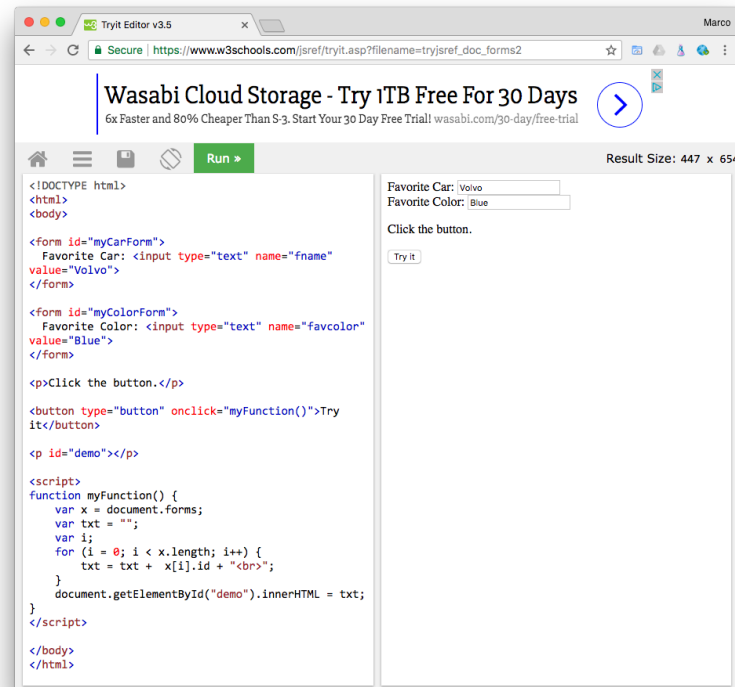 Tryit Editor v3.5
Marco
Secure | https://www.w3schools.com/jsref/tryit.asp?filename=tryjsref_doc_forms2
Wasabi Cloud Storage - Try 1TB Free For 30 Days
6x Faster and 80% Cheaper Than S-3. Start Your 30 Day Free Trial! wasabi.com/30-day/free-trial
Run »
Result Size: 447 x 654
<!DOCTYPE html>
<html>
<body>
<form id="myCarForm">
  Favorite Car: <input type="text" name="fname"
value="Volvo">
</form>
<form id="myColorForm">
  Favorite Color: <input type="text" name="favcolor"
value="Blue">
</form>
<p>Click the button.</p>
<button type="button" onclick="myFunction()">Try
it</button>
<p id="demo"></p>
<script>
function myFunction() {
    var x = document.forms;
    var txt = "";
    var i;
    for (i = 0; i < x.length; i++) {
        txt = txt +  x[i].id + "<br>";
    }
    document.getElementById("demo").innerHTML = txt;
}
</script>
</body>
</html>
Favorite Car: Volvo
Favorite Color: Blue
Click the button.
Try it